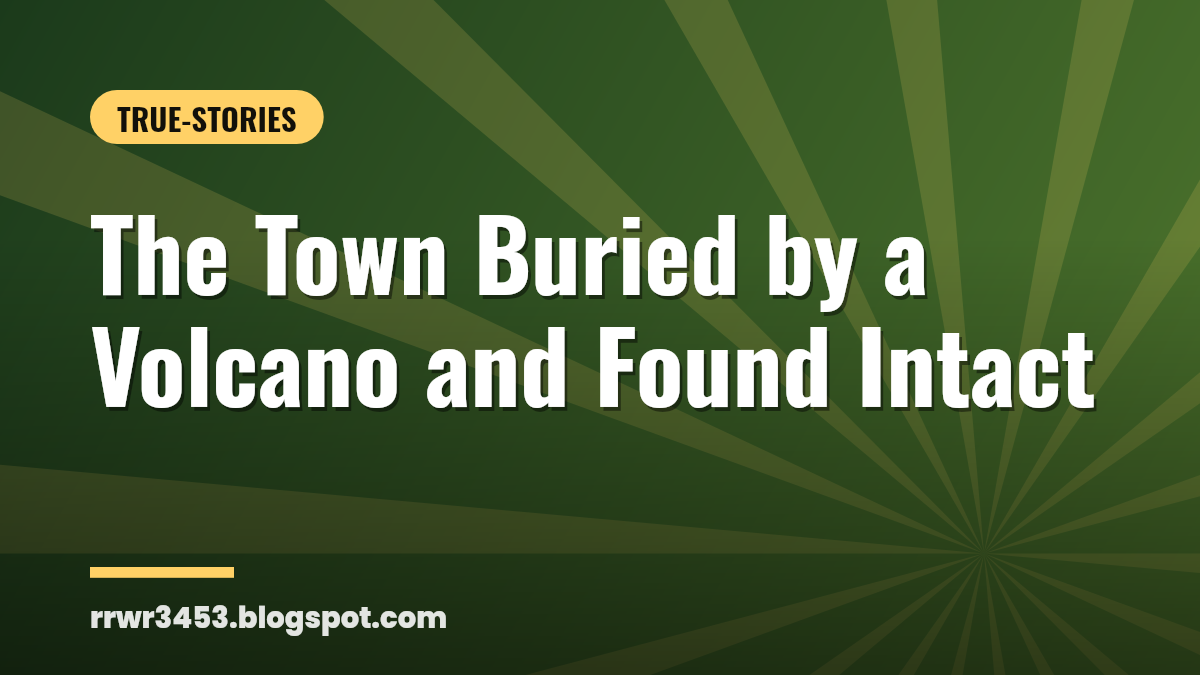 TRUE-STORIES
The Town Buried by a
Volcano and Found Intact
rrwr3453.blogspot.com